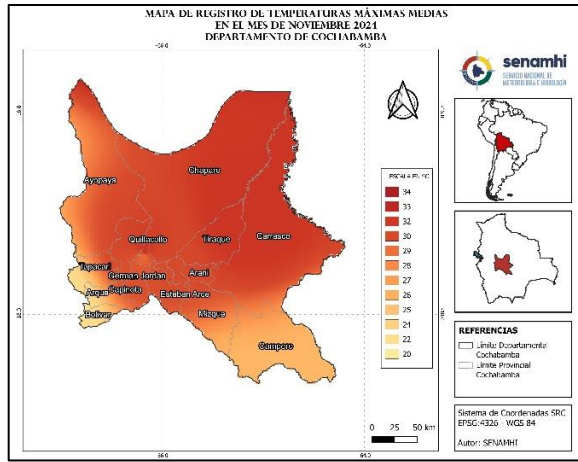 MAPA DE REGISTRO DE TEMPERATURAS MÁXIMAS MEDIAS
EN EL MES DE NOVIEMBRE 2024
DEPARTAMENTO DE COCHABAMBA
senamhi
SERVICIO NACIONAL DE
METEOROLOGÍA E HIDROLOGÍA
Chapare
Ayopaya
Quillacollo
Tiraque
Carrasco
Tapacari
German Jordan
Arani
Arque
Capinota
Esteban Arce
Bolivar
Mizque
Campero
ESCALA EN °C
34
33
32
30
29
28
27
26
25
24
22
20
REFERENCIAS
Límite Departamental
Cochabamba
Límite Provincial
Cochabamba
Sistema de Coordenadas SRC
EPSG:4326 - WGS 84
Autor: SENAMHI
0 25 50 km